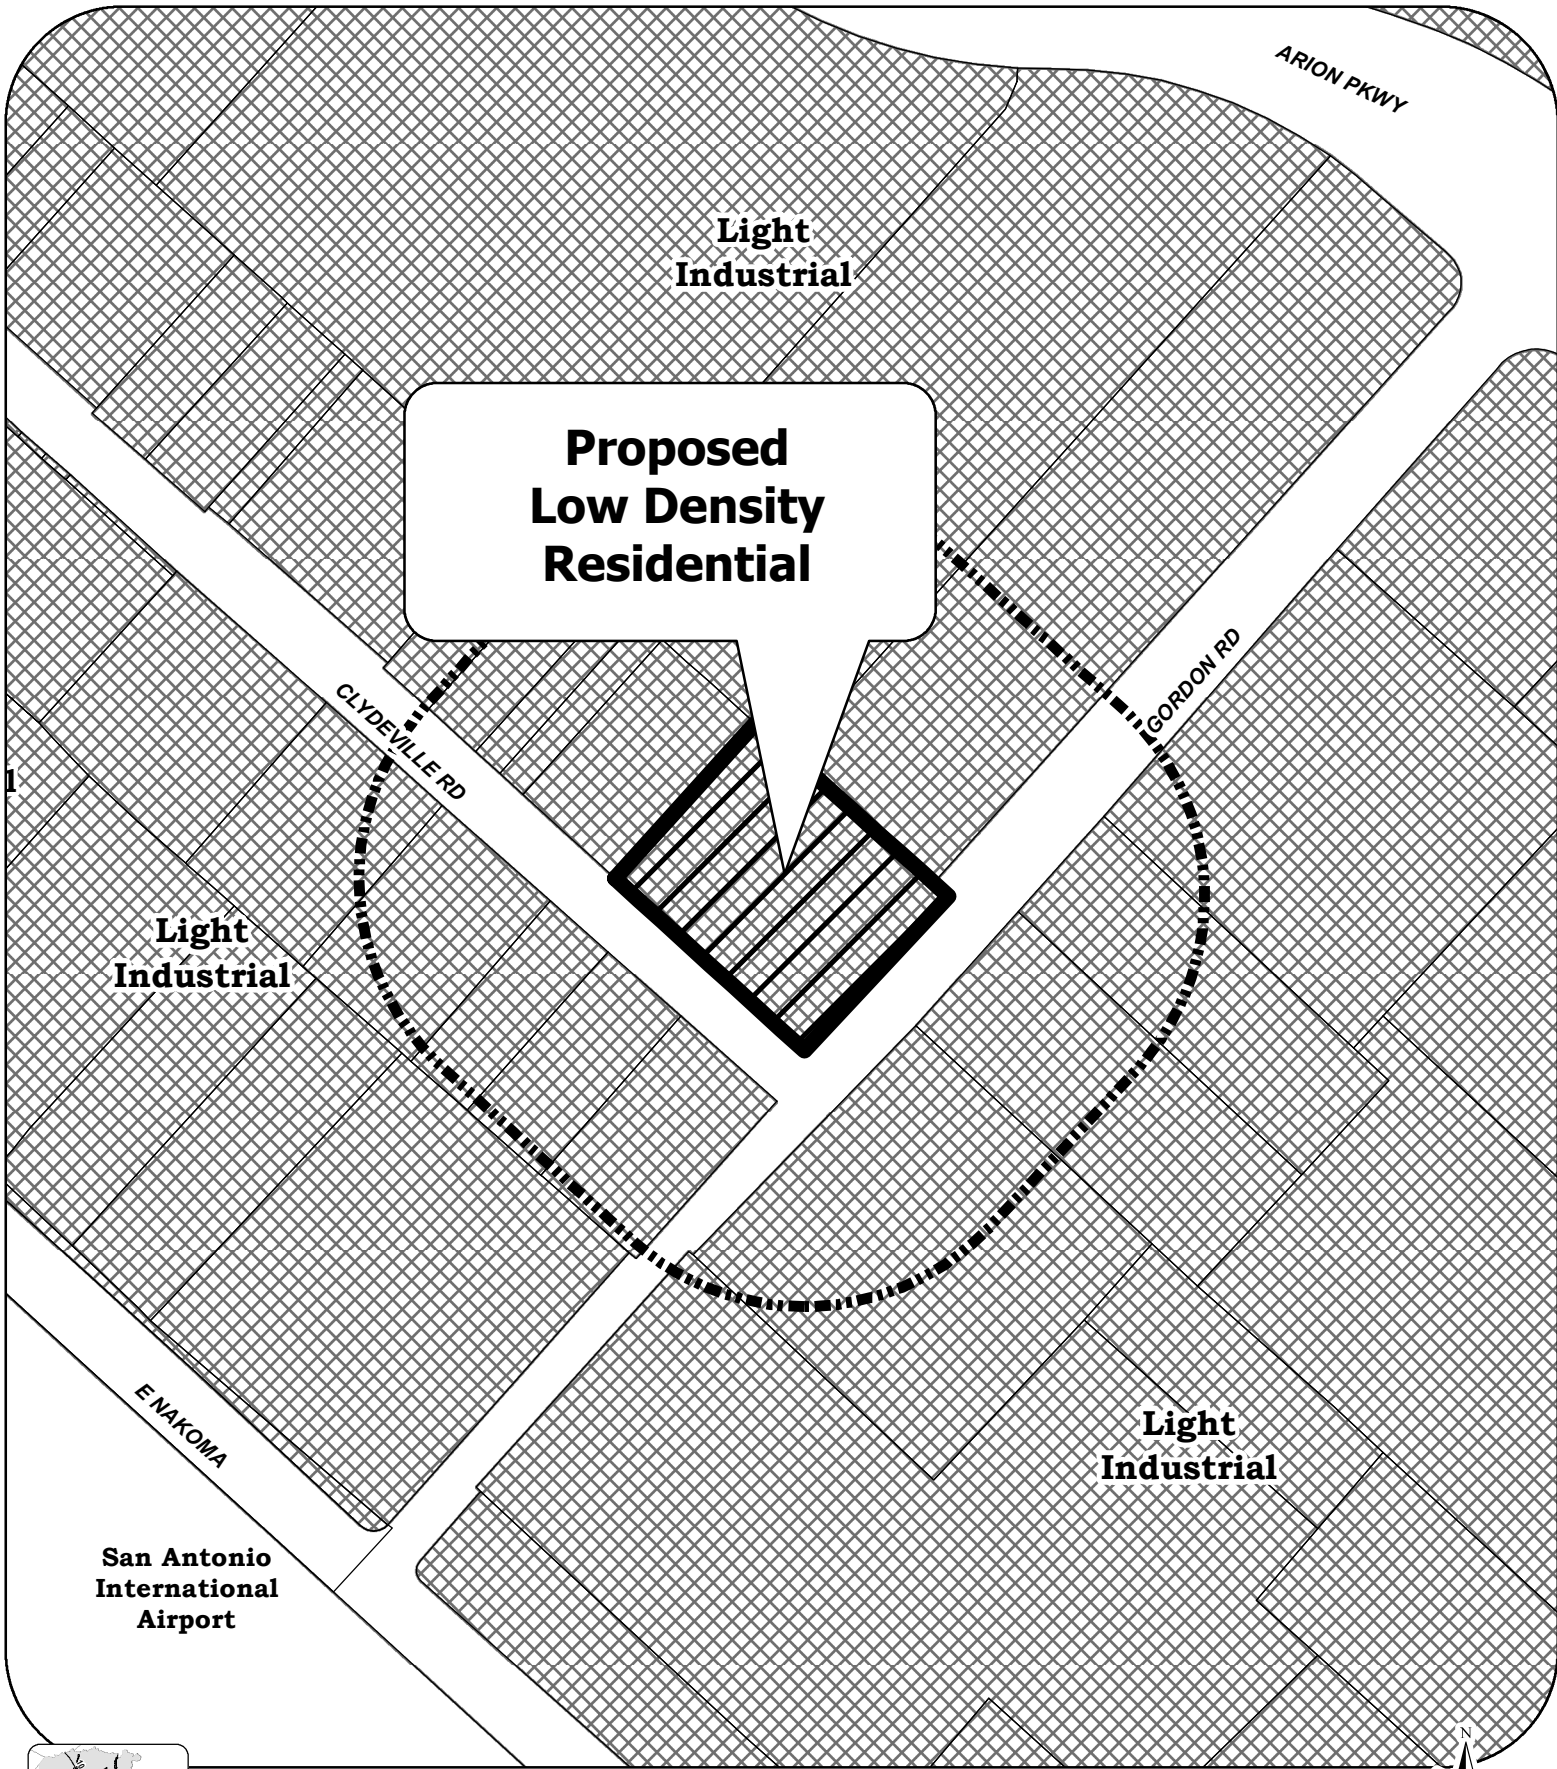 ARION PKWY
Light
Industrial
Proposed
Low Density
Residential
GORDON RD
CLYDEVILLE RD
l
Light
Industrial
Light
Industrial
E NAKOMA
San Antonio
International
Airport
N